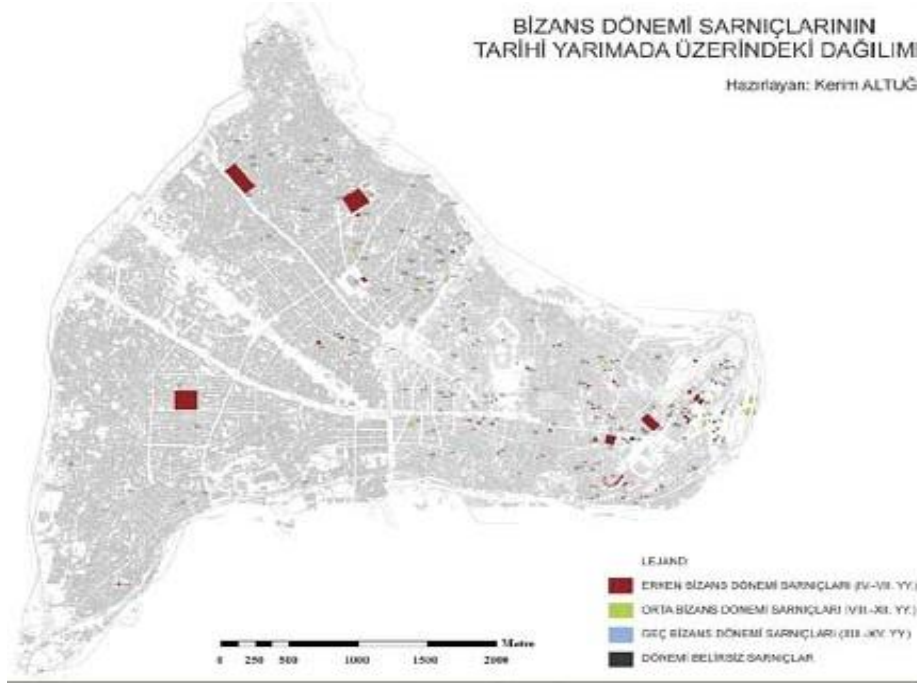 BİZANS DÖNEMİ SARNIÇLARININ
TARİHİ YARIMADA ÜZERİNDEKİ DAĞILIMI
Hazırlayan: Kerim ALTUĞ
LEJAND
ERKEN BİZANS DÖNEMİ SARNIÇLARI (IV.-VII. YY.)
ORTA BİZANS DÖNEMİ SARNIÇLARI (VIII.-XII. YY.)
GEÇ BİZANS DÖNEMİ SARNIÇLARI (XIII.-XV. YY.)
DÖNEMİ BELİRSİZ SARNIÇLAR
Metre
0 250 500 1000 1500 2000